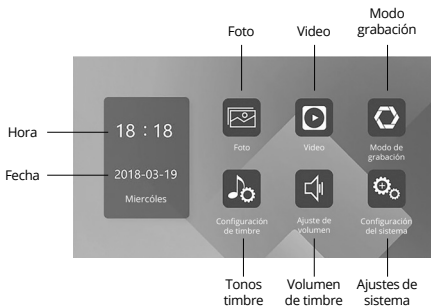 Modo
grabación
Foto
Video
Hora
Fecha
18 : 18
2018-03-19
Miércoles
Foto
Video
Modo de
grabación
Configuración
de timbre
Ajuste de
volumen
Configuración
del sistema
Tonos
timbre
Volumen
de timbre
Ajustes de
sistema